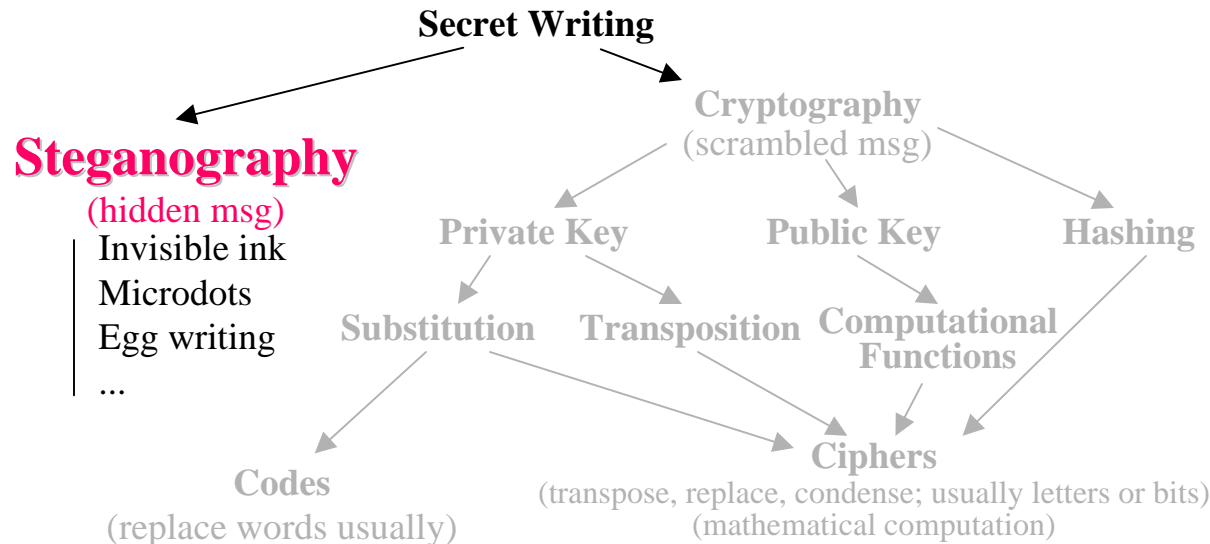 Secret Writing
Cryptography
(scrambled msg)
Steganography
(hidden msg)
Invisible ink
Microdots
Egg writing
...
Private Key
Public Key
Hashing
Substitution
Transposition
Computational
Functions
Codes
(replace words usually)
Ciphers
(transpose, replace, condense; usually letters or bits)
(mathematical computation)